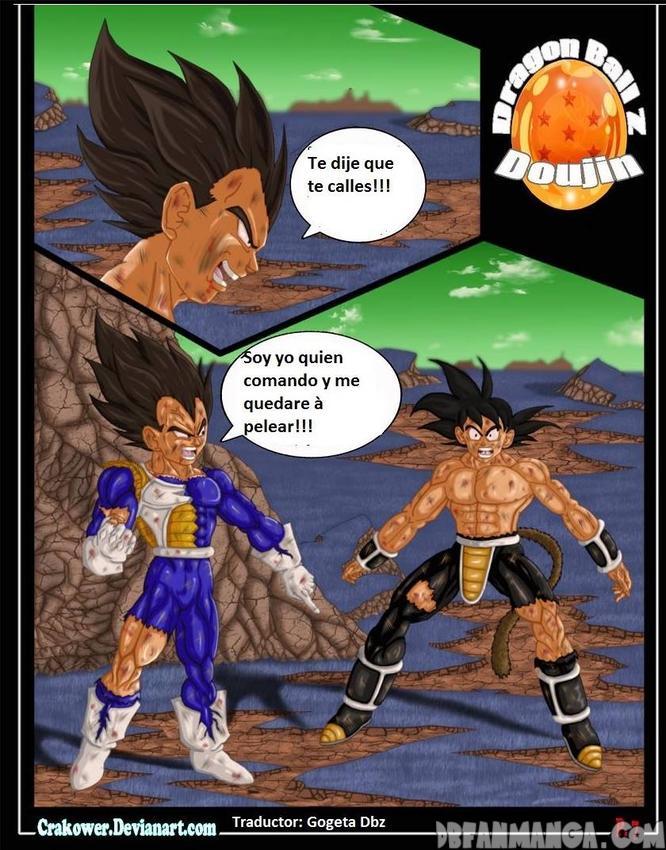 Dragon Ball Z
Doujin
Te dije que
te calles!!!
Soy yo quien
comando y me
quedare à
pelear!!!
Crakower.Devianart.com
Traductor: Gogeta Dbz
DBFANMANGA.COM